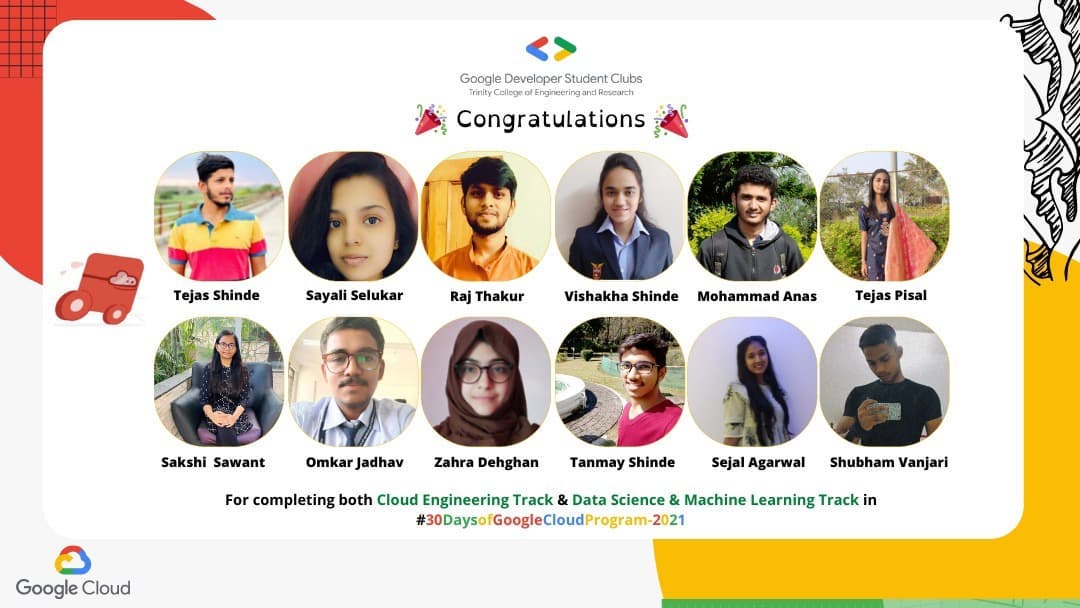 Google Developer Student Clubs
Trinity College of Engineering and Research
Congratulations
Tejas Shinde
Sayali Selukar
Raj Thakur
Vishakha Shinde
Mohammad Anas
Tejas Pisal
Sakshi Sawant
Omkar Jadhav
Zahra Dehghan
Tanmay Shinde
Sejal Agarwal
Shubham Vanjari
For completing both Cloud Engineering Track & Data Science & Machine Learning Track in
#30DaysofGoogleCloudProgram-2021
Google Cloud